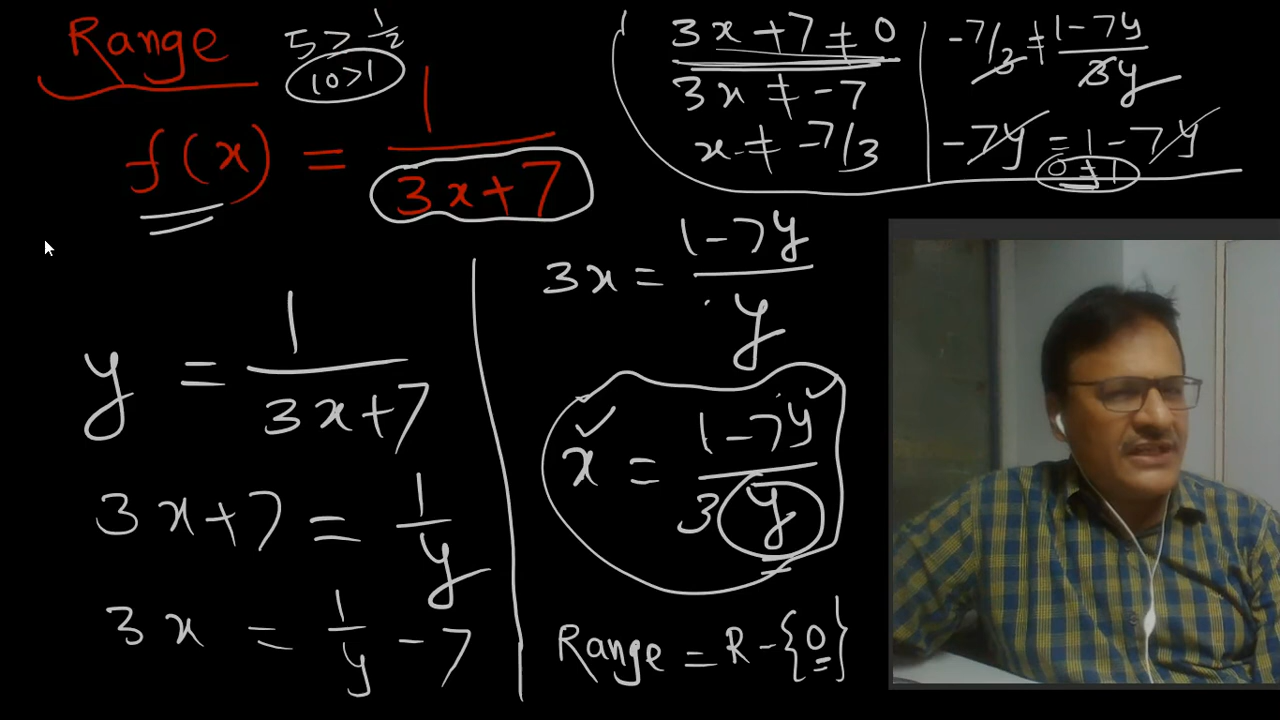 Range
5 > 1/2
10 > 1
f(x) = 1/(3x+7)
y = 1/(3x+7)
3x+7 = 1/y
3x = 1/y - 7
3x+7 ≠ 0
3x ≠ -7
x ≠ -7/3
-7/3 ≠ (1-7y)/3y
-7y = 1-7y
0 ≠ 1
3x = (1-7y)/y
x = (1-7y)/3y
Range = R-{0}